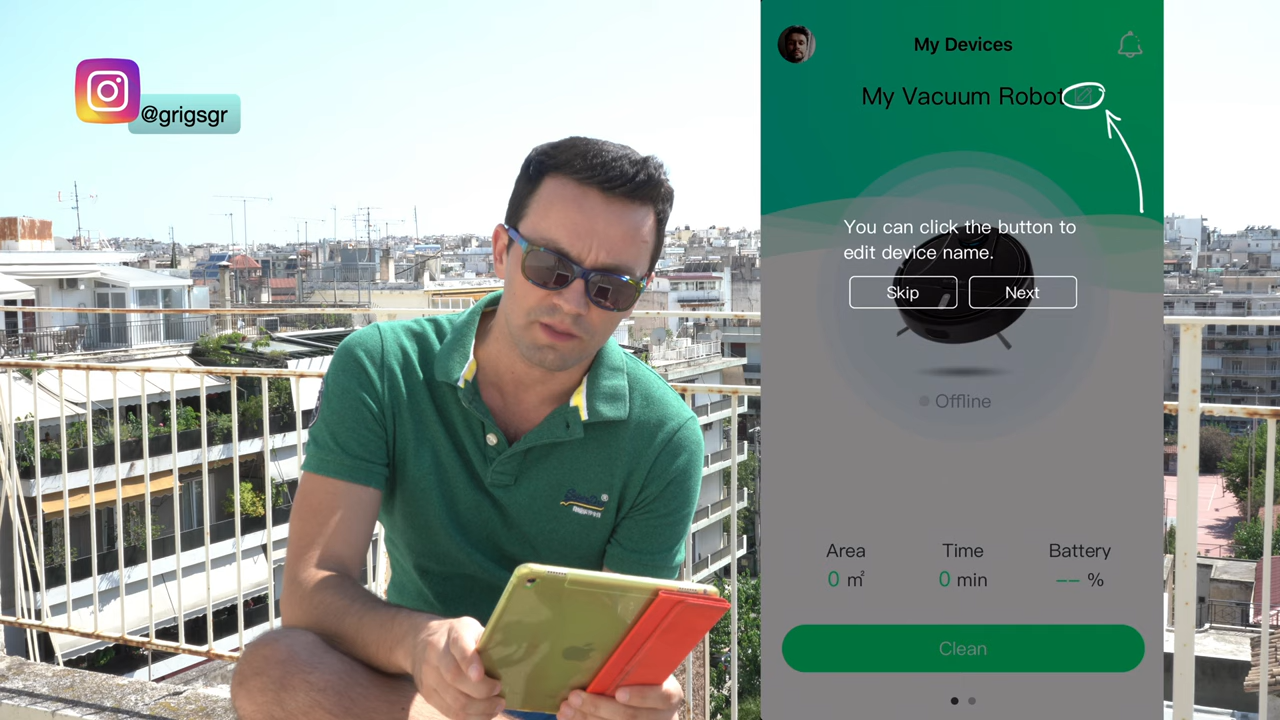 @grigsgr
My Devices
My Vacuum Robot
You can click the button to
edit device name.
Skip
Next
Offline
Area
Time
Battery
0 m²
0 min
-- %
Clean